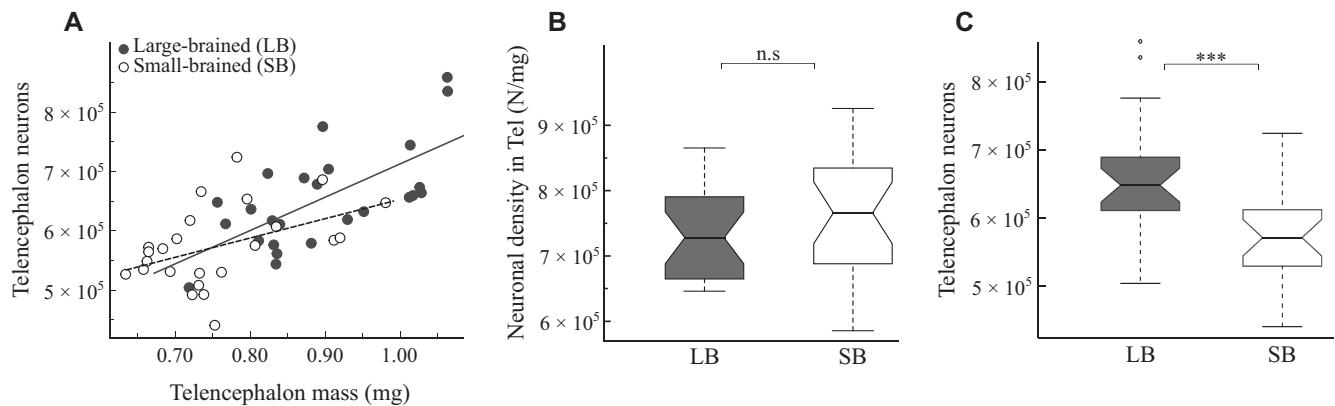 A
Large-brained (LB)
Small-brained (SB)
Telencephalon neurons
8 × 10⁵
7 × 10⁵
6 × 10⁵
5 × 10⁵
0.70 0.80 0.90 1.00
Telencephalon mass (mg)
B
n.s
Neuronal density in Tel (N/mg)
9 × 10⁵
8 × 10⁵
7 × 10⁵
6 × 10⁵
LB SB
C
***
Telencephalon neurons
8 × 10⁵
7 × 10⁵
6 × 10⁵
5 × 10⁵
LB SB